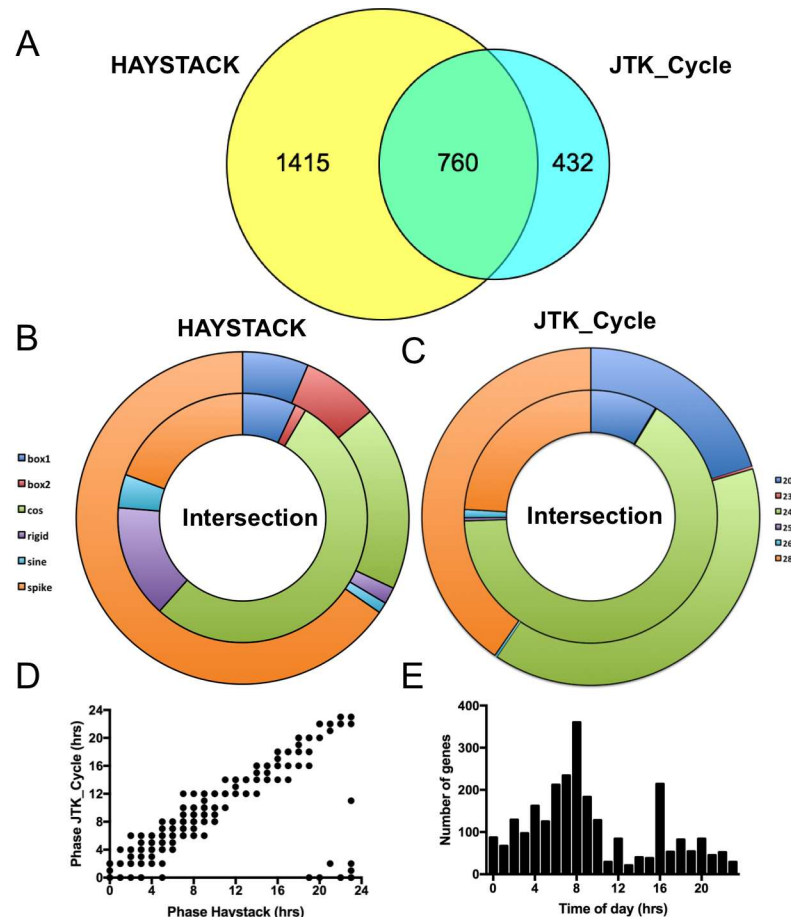 A
HAYSTACK
JTK_Cycle
1415
760
432
B
HAYSTACK
C
JTK_Cycle
box1
box2
cos
rigid
sine
spike
Intersection
Intersection
20
23
24
25
26
28
D
Phase JTK_Cycle (hrs)
24
20
16
12
8
4
0
0 4 8 12 16 20 24
Phase Haystack (hrs)
E
Number of genes
400
300
200
100
0
0 4 8 12 16 20
Time of day (hrs)